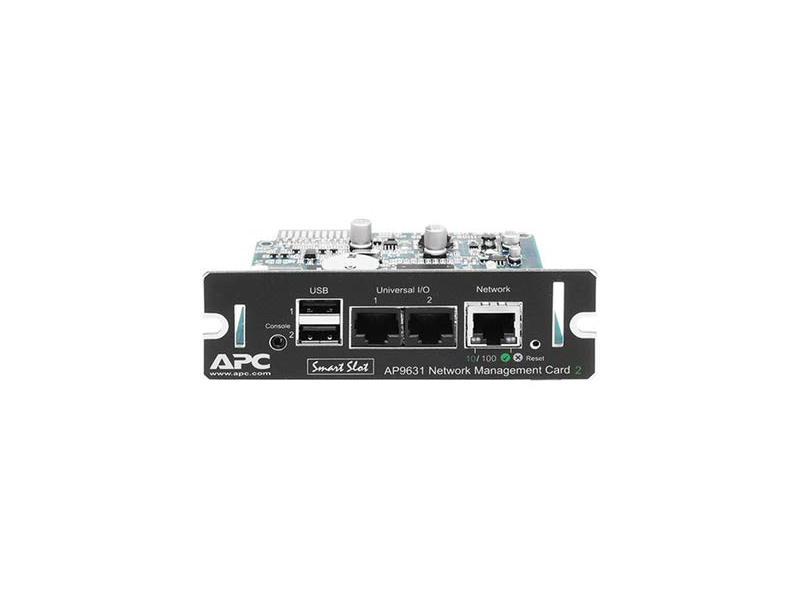 USB
Universal I/O
Network
1
2
1
Console
2
10/100
Reset
APC
www.apc.com
Smart Slot
AP9631 Network Management Card 2